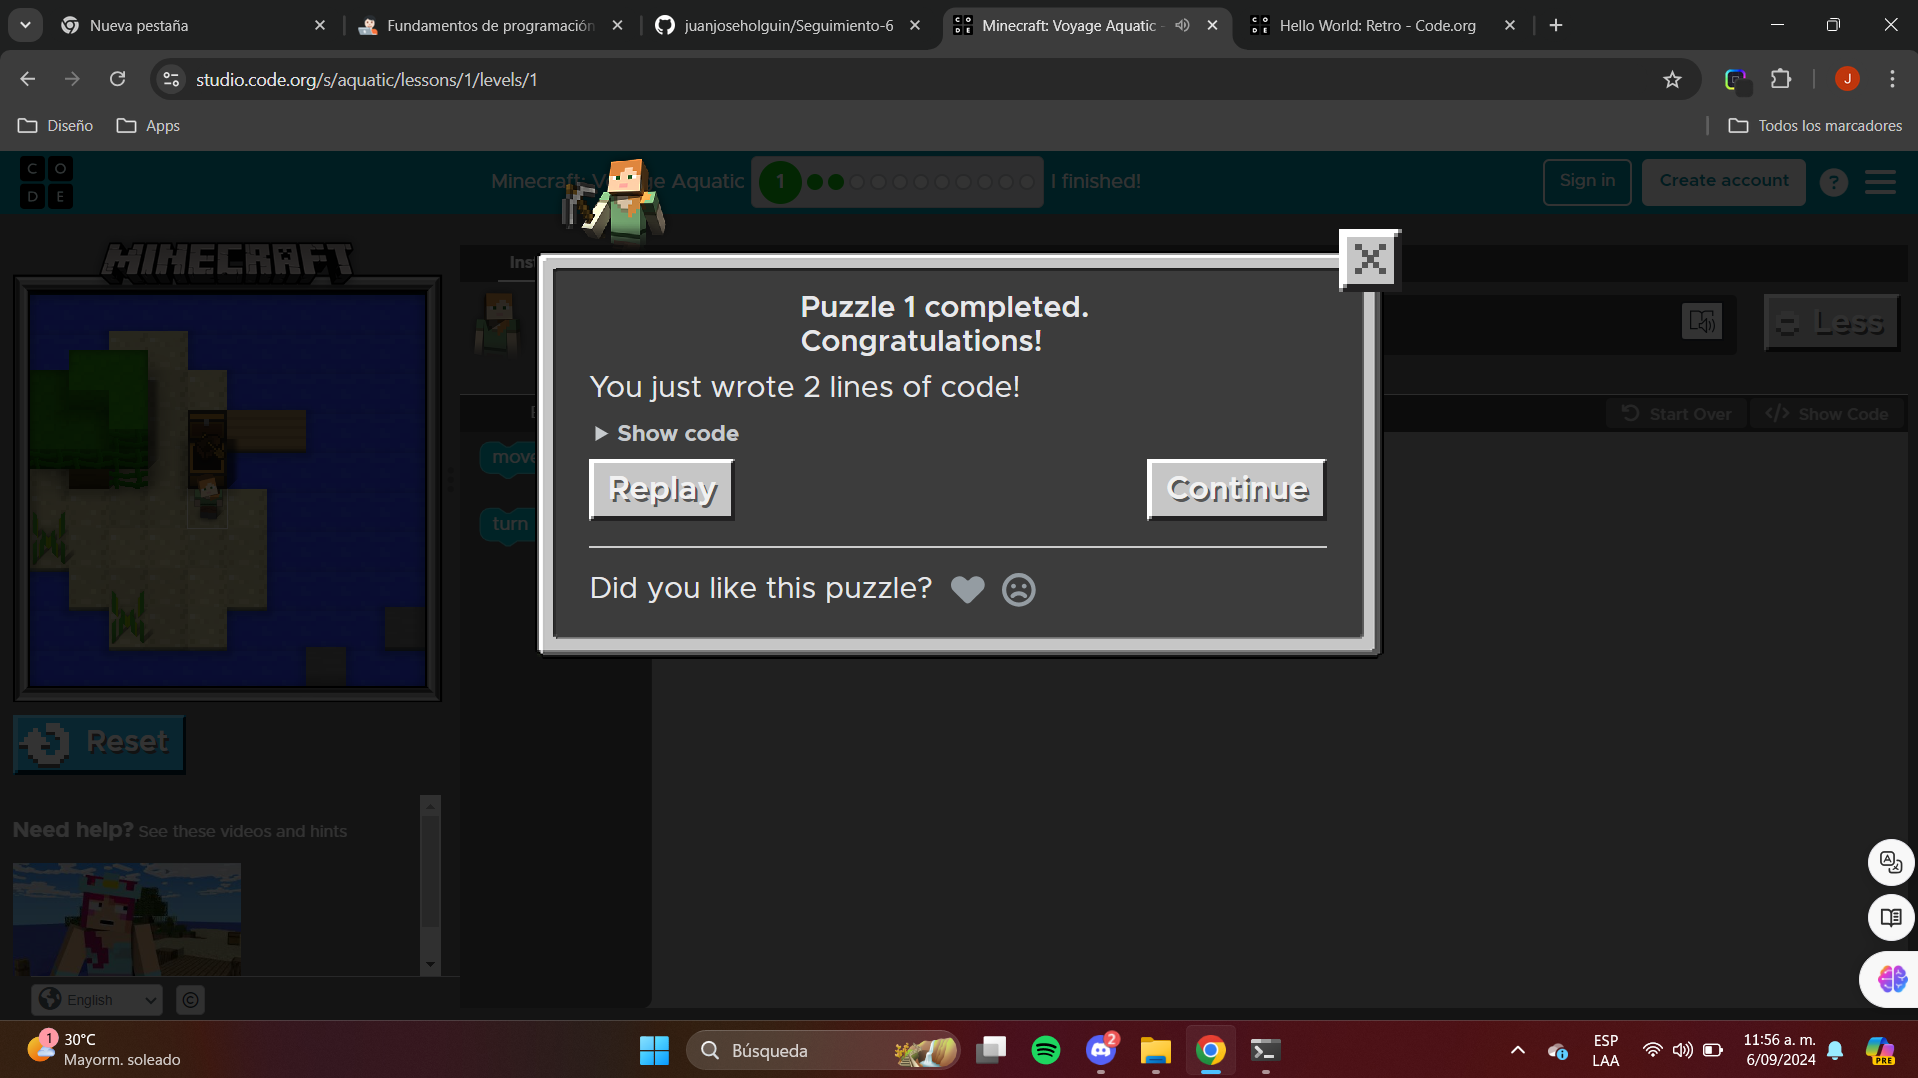 Nueva pestaña
Fundamentos de programación
juanjoseholguin/Seguimiento-6
Minecraft: Voyage Aquatic -
Hello World: Retro - Code.org
studio.code.org/s/aquatic/lessons/1/levels/1
J
Diseño
Apps
Todos los marcadores
C O
D E
Minecraft: V e Aquatic
1
I finished!
Sign in
Create account
?
MINECRAFT
Ins
Less
Puzzle 1 completed.
Congratulations!
You just wrote 2 lines of code!
Show code
Start Over
Show Code
move
Replay
Continue
turn
Did you like this puzzle?
Reset
Need help? See these videos and hints
English
©
1
30°C
Mayorm. soleado
Búsqueda
2
ESP
LAA
11:56 a. m.
6/09/2024
PRE